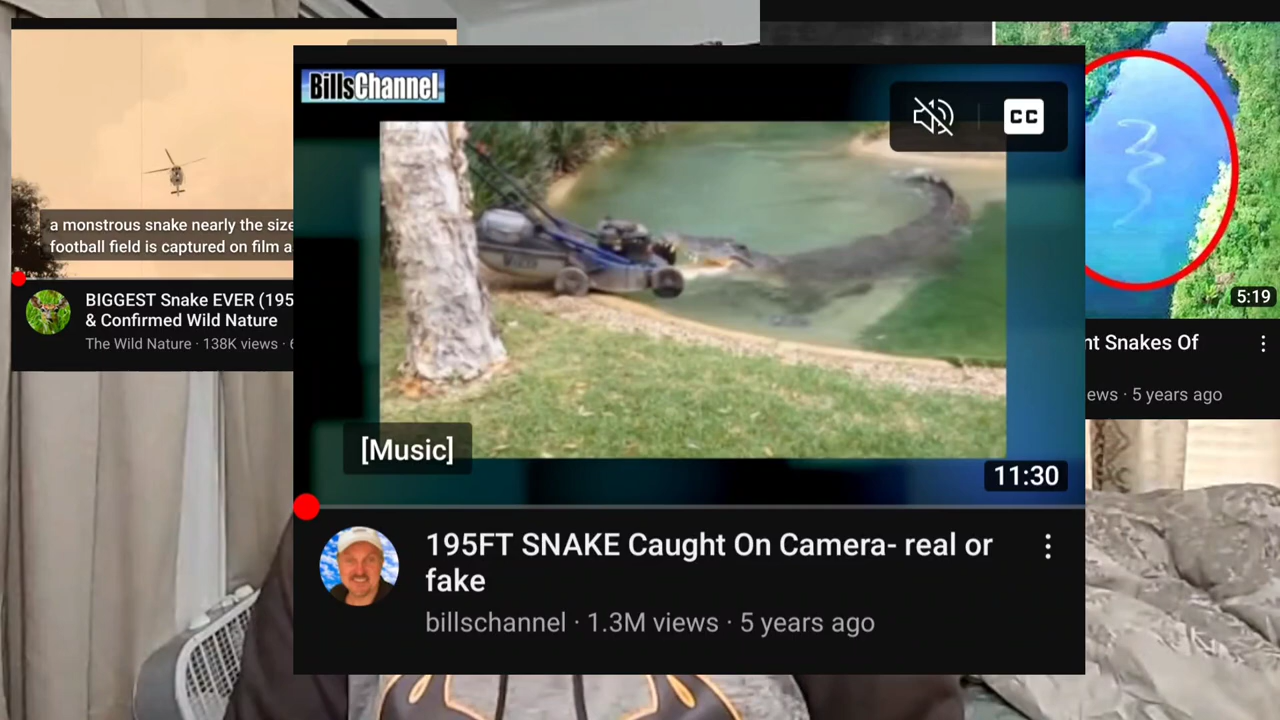 BillsChannel
CC
a monstrous snake nearly the size
football field is captured on film a
BIGGEST Snake EVER (195
& Confirmed Wild Nature
The Wild Nature · 138K views ·
[Music]
11:30
195FT SNAKE Caught On Camera- real or
fake
billschannel · 1.3M views · 5 years ago
5:19
nt Snakes Of
ews · 5 years ago